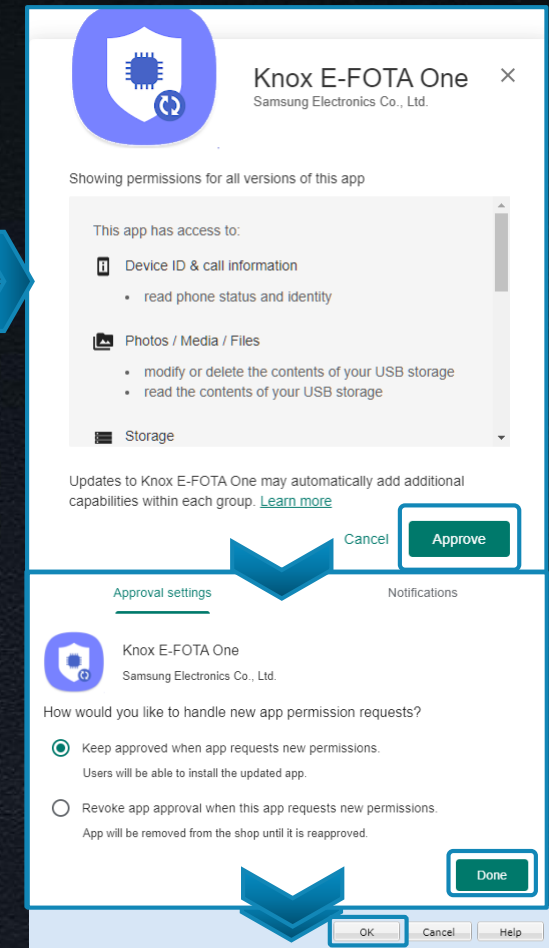 Knox E-FOTA One
Samsung Electronics Co., Ltd.
Showing permissions for all versions of this app
This app has access to:
Device ID & call information
• read phone status and identity
Photos / Media / Files
• modify or delete the contents of your USB storage
• read the contents of your USB storage
Storage
Updates to Knox E-FOTA One may automatically add additional
capabilities within each group. Learn more
Cancel Approve
Approval settings Notifications
Knox E-FOTA One
Samsung Electronics Co., Ltd.
How would you like to handle new app permission requests?
Keep approved when app requests new permissions.
Users will be able to install the updated app.
Revoke app approval when this app requests new permissions.
App will be removed from the shop until it is reapproved.
Done
OK Cancel Help